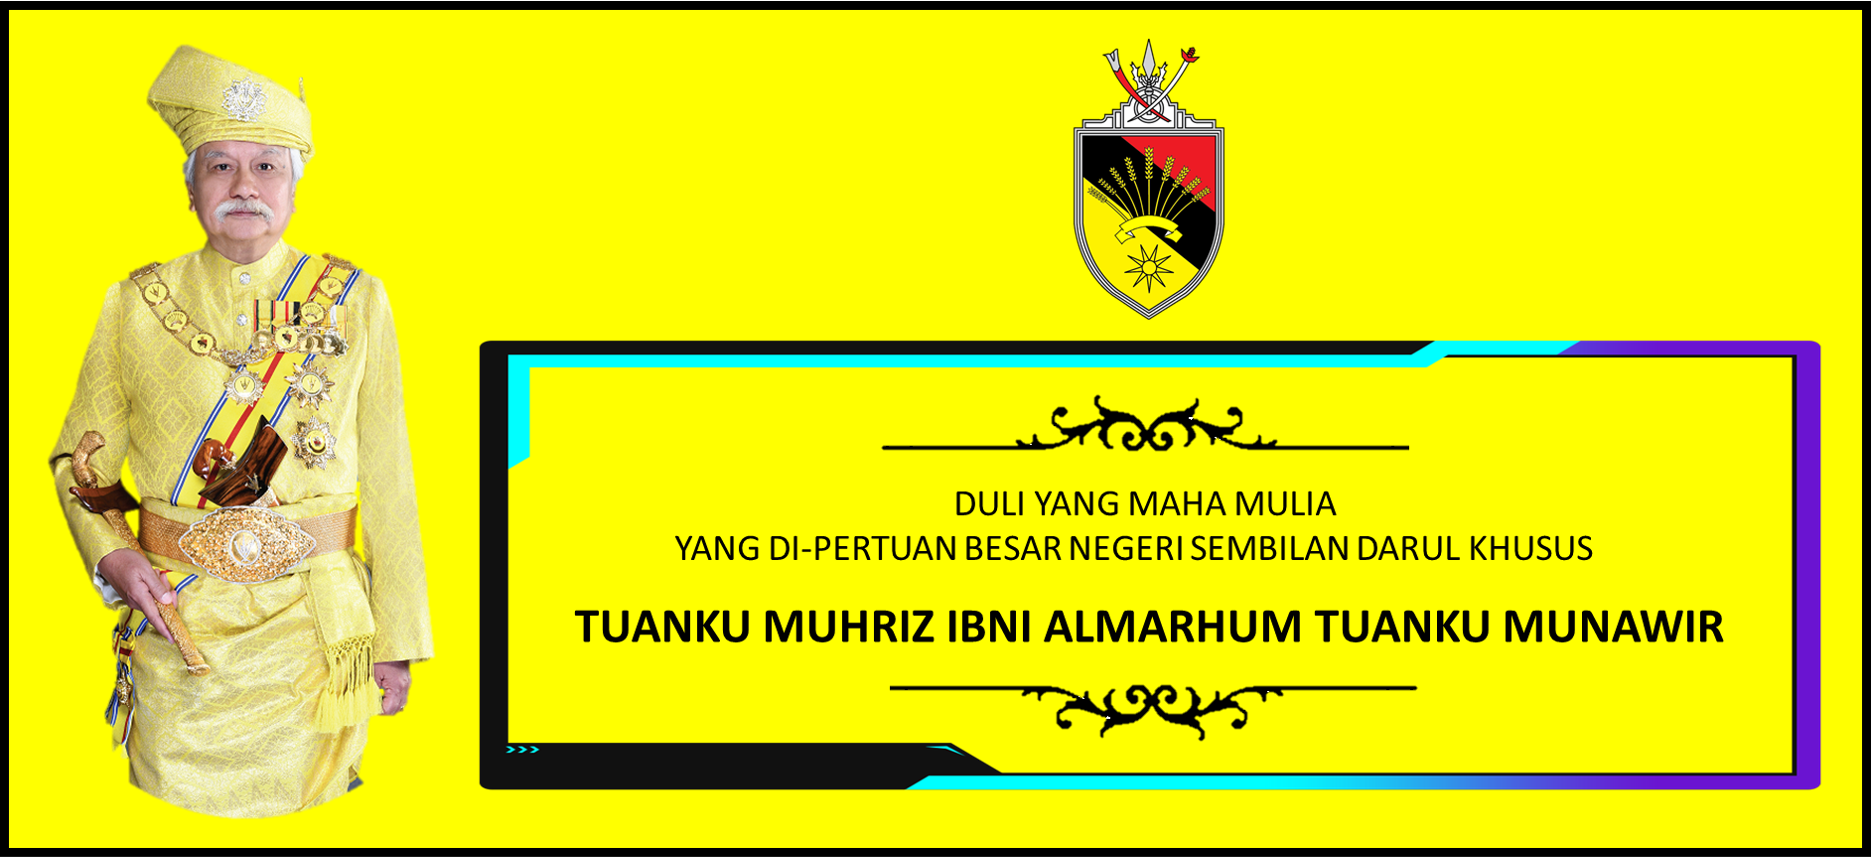 DULI YANG MAHA MULIA
YANG DI-PERTUAN BESAR NEGERI SEMBILAN DARUL KHUSUS
TUANKU MUHRIZ IBNI ALMARHUM TUANKU MUNAWIR